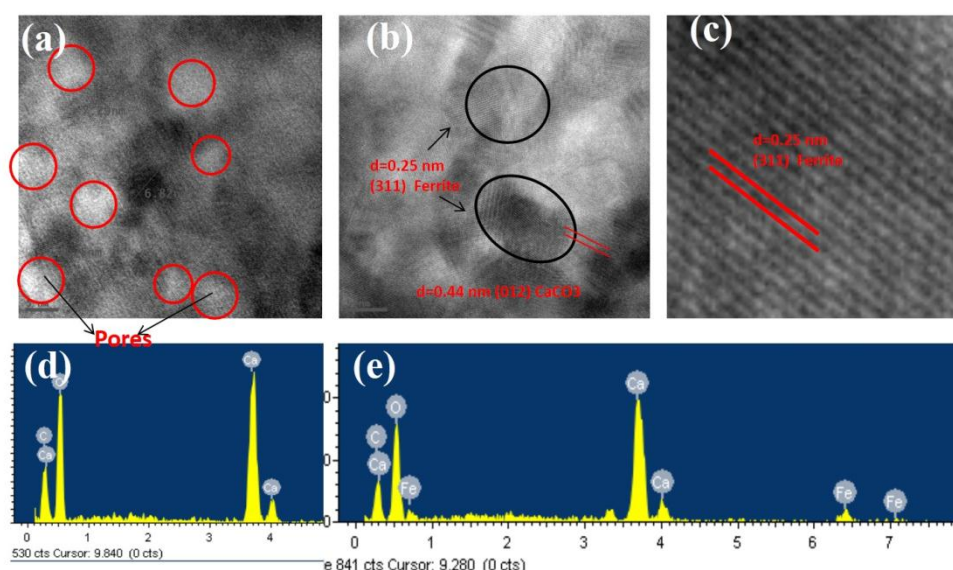 (a)
(b)
(c)
d=0.25 nm
(311) Ferrite
d=0.44 nm (012) CaCO3
d=0.25 nm
(311) Ferrite
Pores
(d)
Ca
C
Ca
Ca
0 1 2 3 4
530 cts Cursor: 9.840 (0 cts)
(e)
Ca
O
C
Ca
Fe
Ca
Fe
Fe
0 1 2 3 4 5 6 7
e 841 cts Cursor: 9.280 (0 cts)